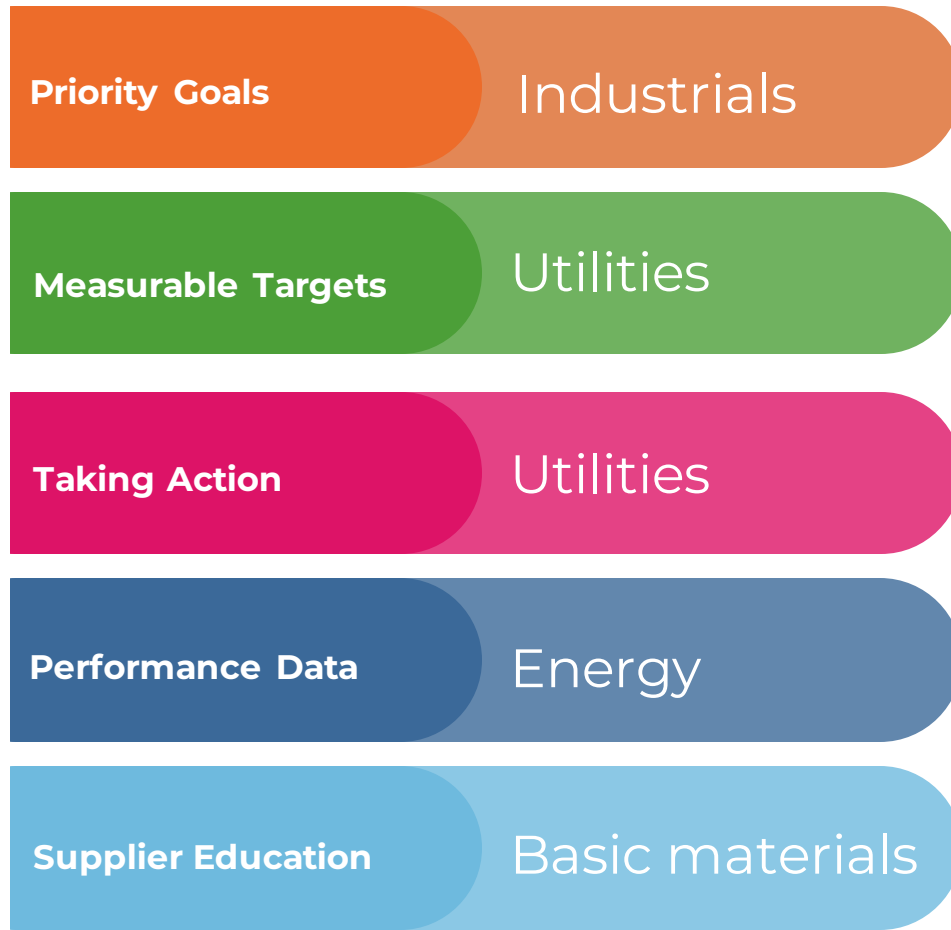 Priority Goals
Industrials
Measurable Targets
Utilities
Taking Action
Utilities
Performance Data
Energy
Supplier Education
Basic materials